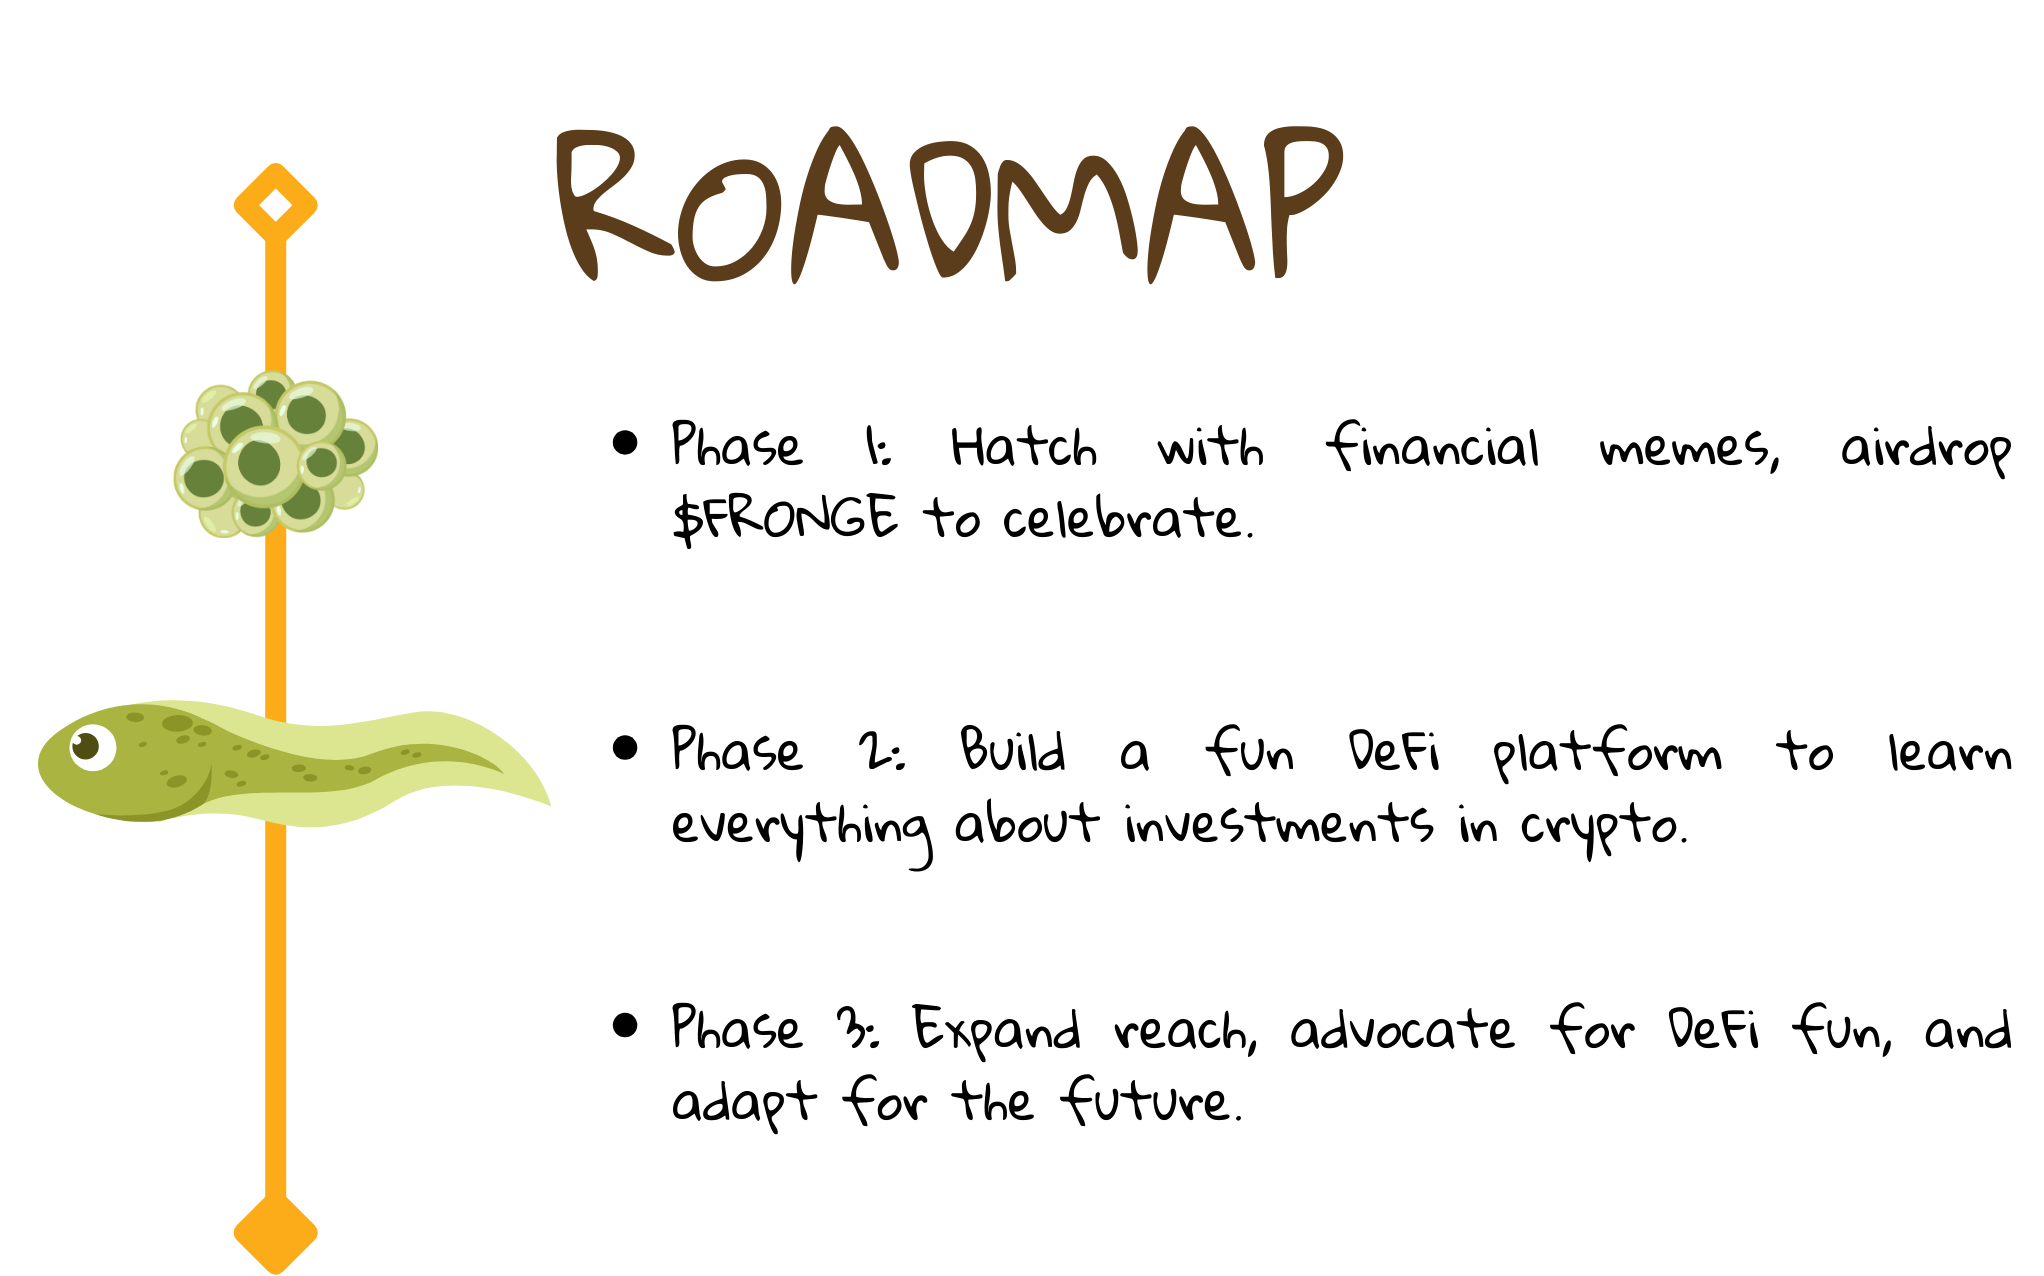 ROADMAP
• Phase 1: Hatch with financial memes, airdrop
$FRONGE to celebrate.
• Phase 2: Build a fun DeFi platform to learn
everything about investments in crypto.
• Phase 3: Expand reach, advocate for DeFi fun, and
adapt for the future.